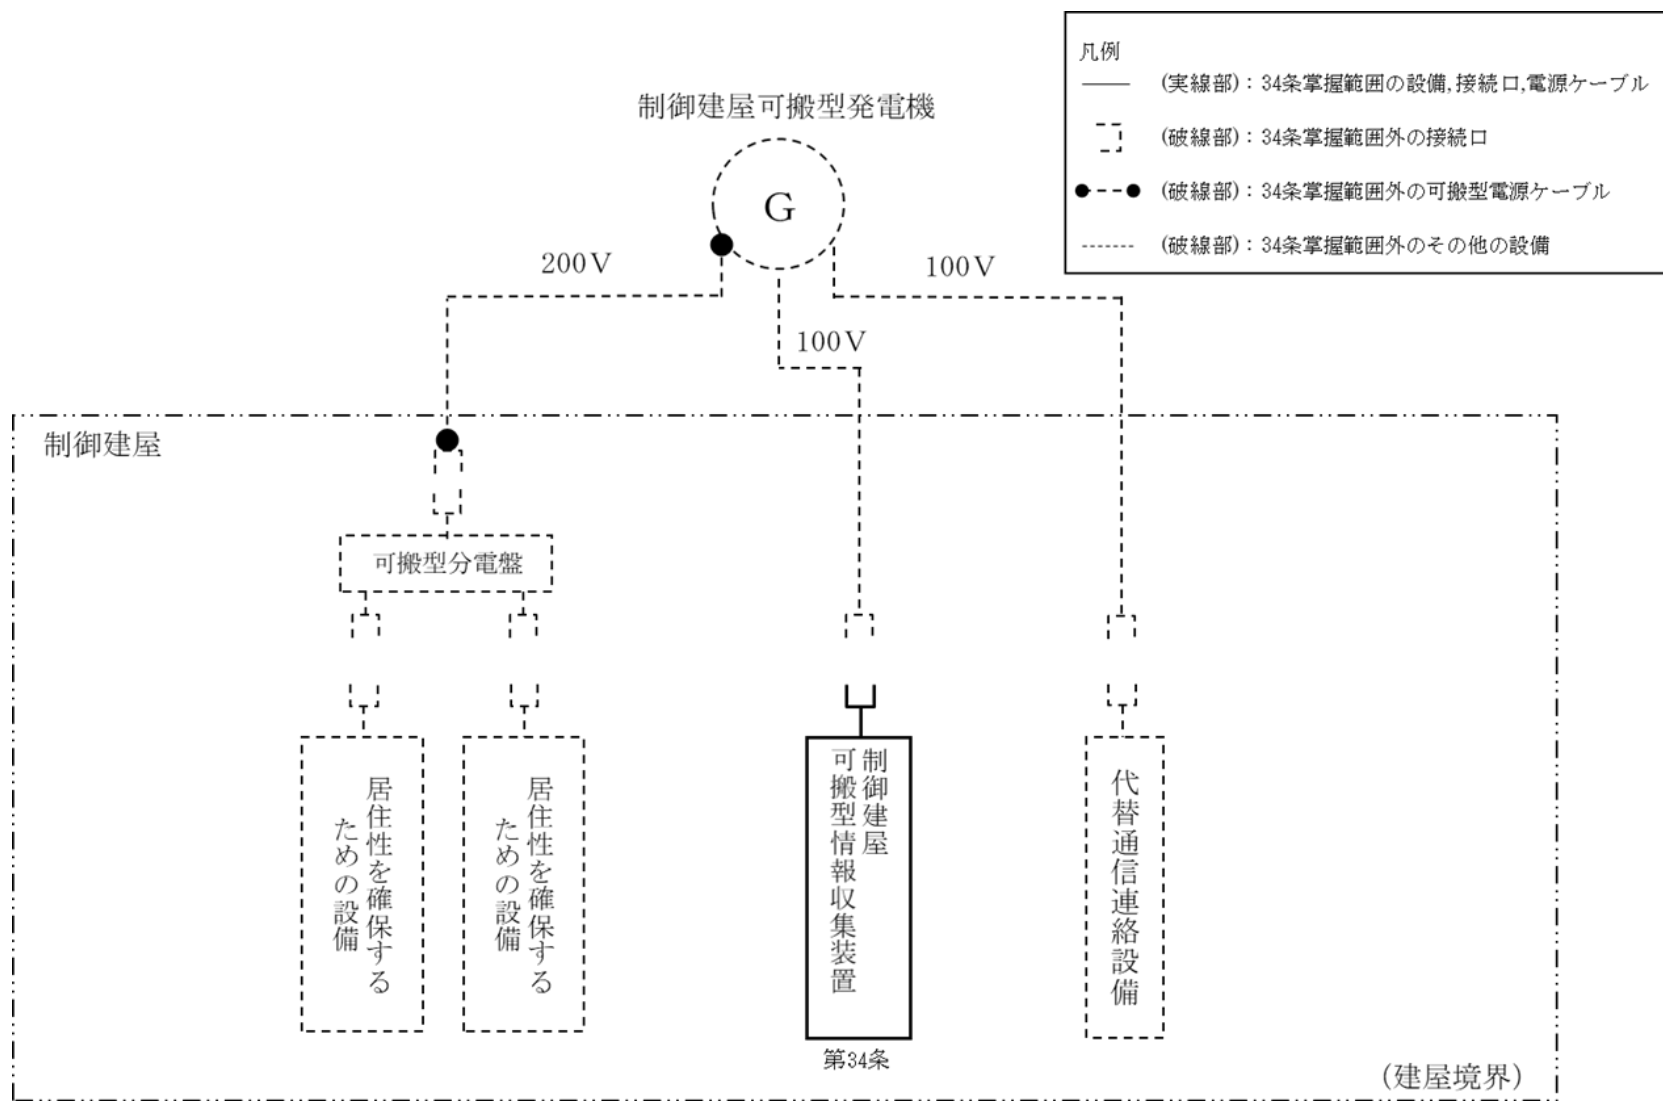 凡例
(実線部)：34条掌握範囲の設備,接続口,電源ケーブル
(破線部)：34条掌握範囲外の接続口
(破線部)：34条掌握範囲外の可搬型電源ケーブル
(破線部)：34条掌握範囲外のその他の設備
制御建屋可搬型発電機
G
200V
100V
100V
制御建屋
可搬型分電盤
居住性を確保する
ための設備
居住性を確保する
ための設備
制御建屋
可搬型情報収集装置
代替通信連絡設備
第34条
(建屋境界)